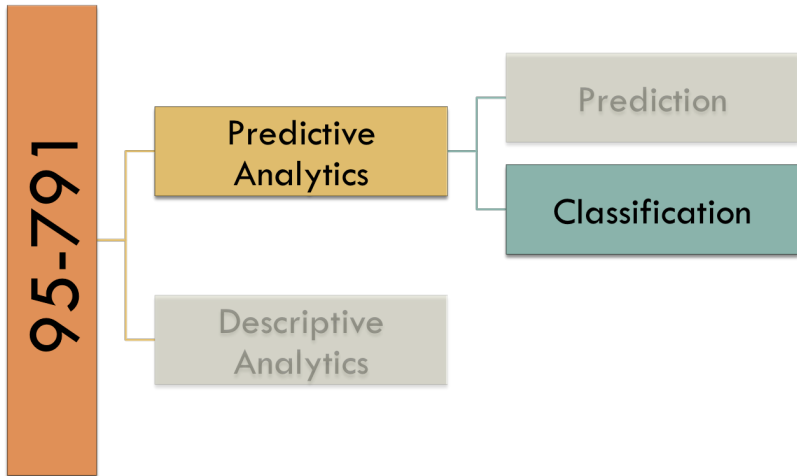 95-791
Predictive
Analytics
Prediction
Classification
Descriptive
Analytics